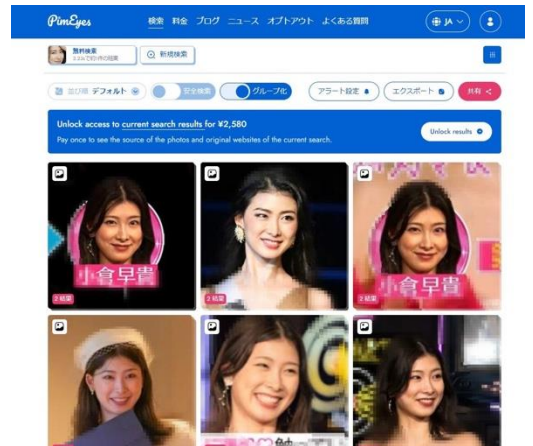 PimEyes
検索 料金 ブログ ニュース オプトアウト よくある質問
JA
無料検索
新規検索
並び順 デフォルト
安全検索
グループ化
アラート設定
エクスポート
共有
Unlock access to current search results for ¥2,580
Pay once to see the source of the photos and original websites of the current search.
Unlock results
小倉早貴
2 結果
2 結果
小倉早貴
2 結果